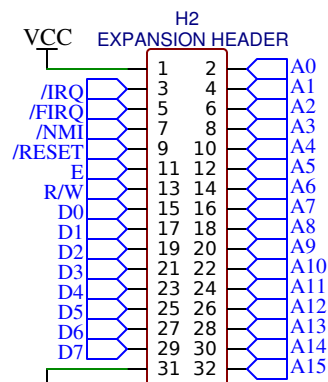 H2
VCC
EXPANSION HEADER
1 2 A0
/IRQ 3 4 A1
/FIRQ 5 6 A2
/NMI 7 8 A3
/RESET 9 10 A4
E 11 12 A5
R/W 13 14 A6
D0 15 16 A7
D1 17 18 A8
D2 19 20 A9
D3 21 22 A10
D4 23 24 A11
D5 25 26 A12
D6 27 28 A13
D7 29 30 A14
31 32 A15